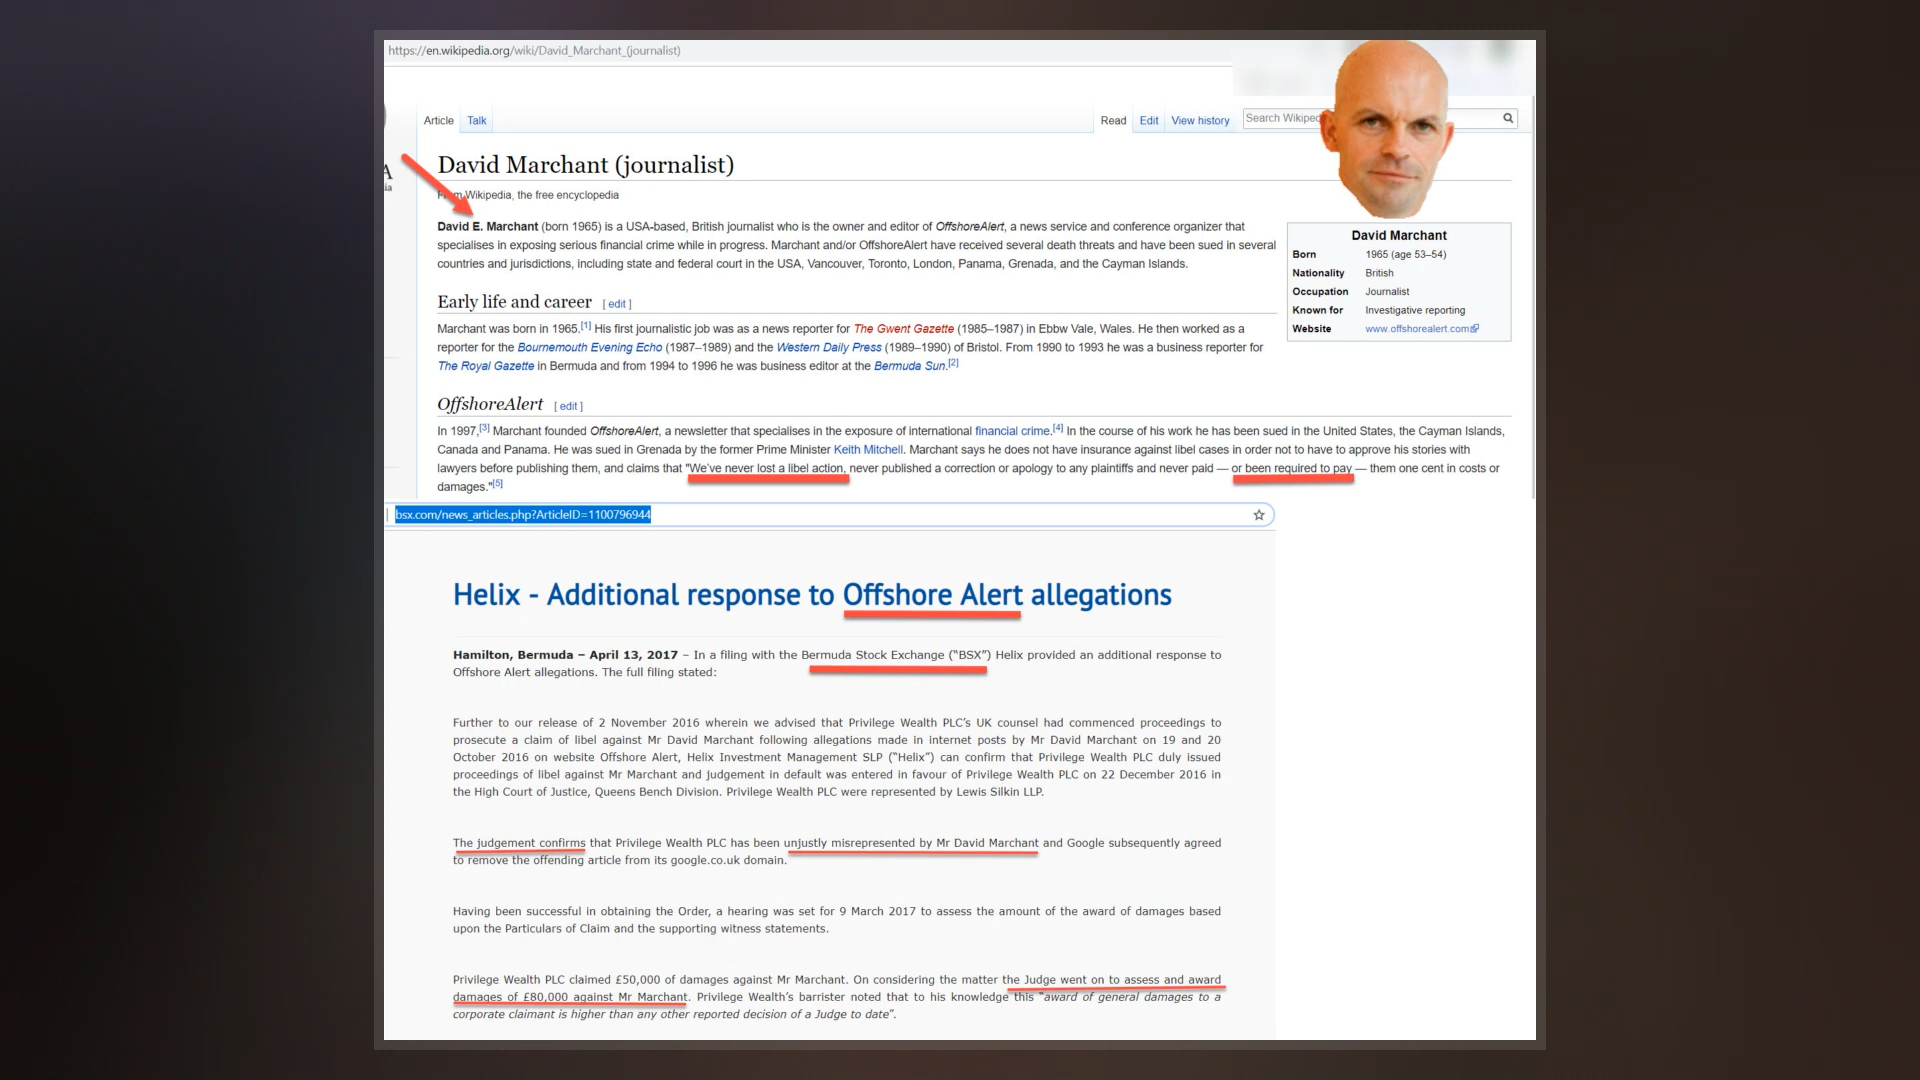 https://en.wikipedia.org/wiki/David_Marchant_(journalist)
Article Talk Read Edit View history
A
ia
David Marchant (journalist)
Wikipedia, the free encyclopedia
David E. Marchant (born 1965) is a USA-based, British journalist who is the owner and editor of OffshoreAlert, a news service and conference organizer that
specialises in exposing serious financial crime while in progress. Marchant and/or OffshoreAlert have received several death threats and have been sued in several
countries and jurisdictions, including state and federal court in the USA, Vancouver, Toronto, London, Panama, Grenada, and the Cayman Islands.
David Marchant
Born 1965 (age 53–54)
Nationality British
Occupation Journalist
Known for Investigative reporting
Website www.offshorealert.com
Early life and career [ edit ]
Marchant was born in 1965.[1] His first journalistic job was as a news reporter for The Gwent Gazette (1985–1987) in Ebbw Vale, Wales. He then worked as a
reporter for the Bournemouth Evening Echo (1987–1989) and the Western Daily Press (1989–1990) of Bristol. From 1990 to 1993 he was a business reporter for
The Royal Gazette in Bermuda and from 1994 to 1996 he was business editor at the Bermuda Sun.[2]
OffshoreAlert [ edit ]
In 1997,[3] Marchant founded OffshoreAlert, a newsletter that specialises in the exposure of international financial crime.[4] In the course of his work he has been sued in the United States, the Cayman Islands,
Canada and Panama. He was sued in Grenada by the former Prime Minister Keith Mitchell. Marchant says he does not have insurance against libel cases in order not to have to approve his stories with
lawyers before publishing them, and claims that "We've never lost a libel action, never published a correction or apology to any plaintiffs and never paid — or been required to pay — them one cent in costs or
damages."[5]
bsx.com/news_articles.php?ArticleID=1100796944
Helix - Additional response to Offshore Alert allegations
Hamilton, Bermuda – April 13, 2017 – In a filing with the Bermuda Stock Exchange ("BSX") Helix provided an additional response to
Offshore Alert allegations. The full filing stated:
Further to our release of 2 November 2016 wherein we advised that Privilege Wealth PLC's UK counsel had commenced proceedings to
prosecute a claim of libel against Mr David Marchant following allegations made in internet posts by Mr David Marchant on 19 and 20
October 2016 on website Offshore Alert, Helix Investment Management SLP ("Helix") can confirm that Privilege Wealth PLC duly issued
proceedings of libel against Mr Marchant and judgement in default was entered in favour of Privilege Wealth PLC on 22 December 2016 in
the High Court of Justice, Queens Bench Division. Privilege Wealth PLC were represented by Lewis Silkin LLP.
The judgement confirms that Privilege Wealth PLC has been unjustly misrepresented by Mr David Marchant and Google subsequently agreed
to remove the offending article from its google.co.uk domain.
Having been successful in obtaining the Order, a hearing was set for 9 March 2017 to assess the amount of the award of damages based
upon the Particulars of Claim and the supporting witness statements.
Privilege Wealth PLC claimed £50,000 of damages against Mr Marchant. On considering the matter the Judge went on to assess and award
damages of £80,000 against Mr Marchant. Privilege Wealth's barrister noted that to his knowledge this "award of general damages to a
corporate claimant is higher than any other reported decision of a Judge to date".